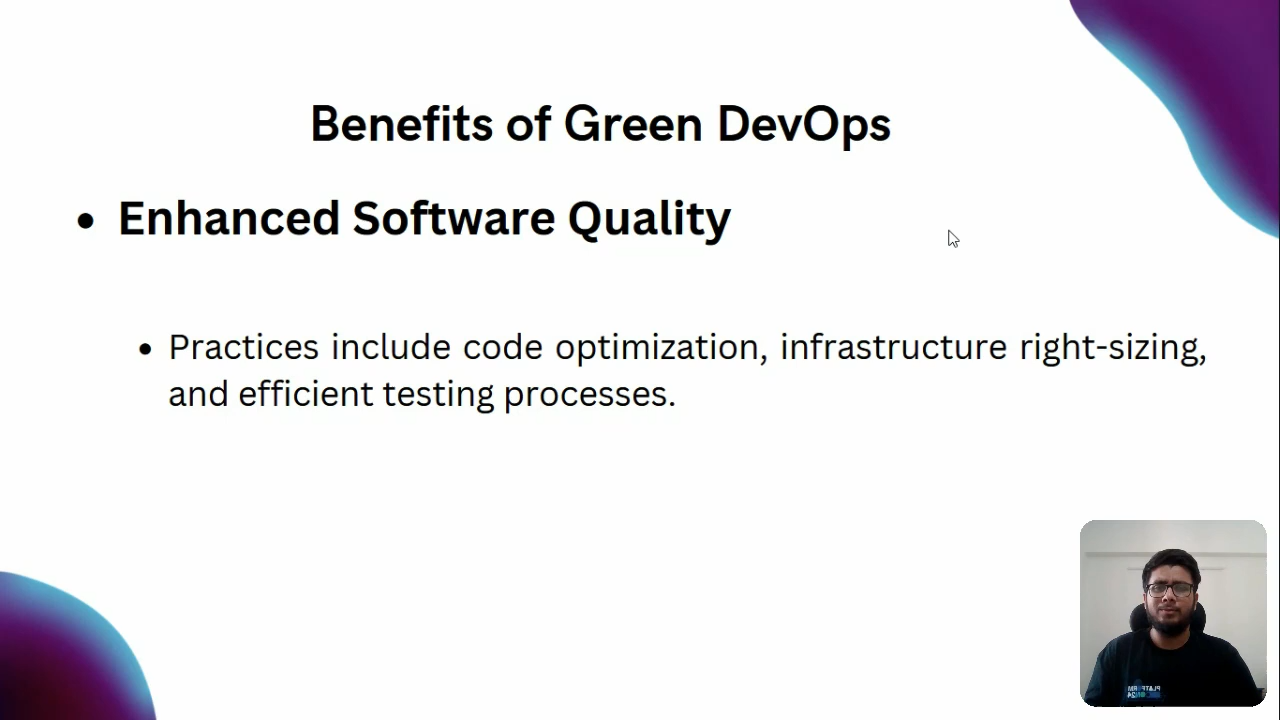 Benefits of Green DevOps
• Enhanced Software Quality
• Practices include code optimization, infrastructure right-sizing,
and efficient testing processes.